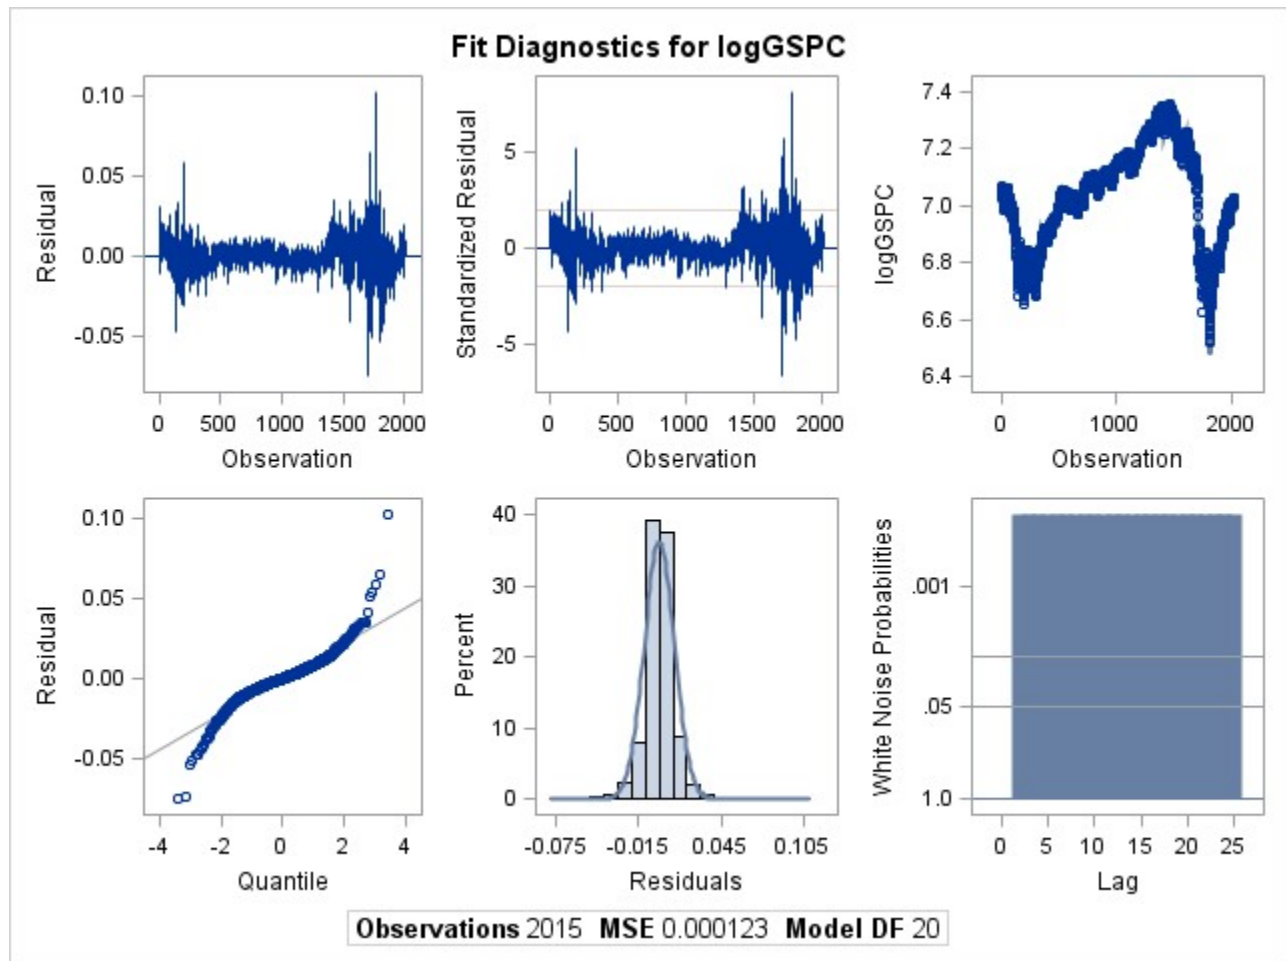 Fit Diagnostics for logGSPC
Residual
0.10
0.05
0.00
-0.05
0 500 1000 1500 2000
Observation
Standardized Residual
5
0
-5
0 500 1000 1500 2000
Observation
logGSPC
7.4
7.2
7.0
6.8
6.6
6.4
0 1000 2000
Observation
Residual
0.10
0.05
0.00
-0.05
-4 -2 0 2 4
Quantile
Percent
40
30
20
10
0
-0.075 -0.015 0.045 0.105
Residuals
White Noise Probabilities
.001
.05
1.0
0 5 10 15 20 25
Lag
Observations 2015 MSE 0.000123 Model DF 20